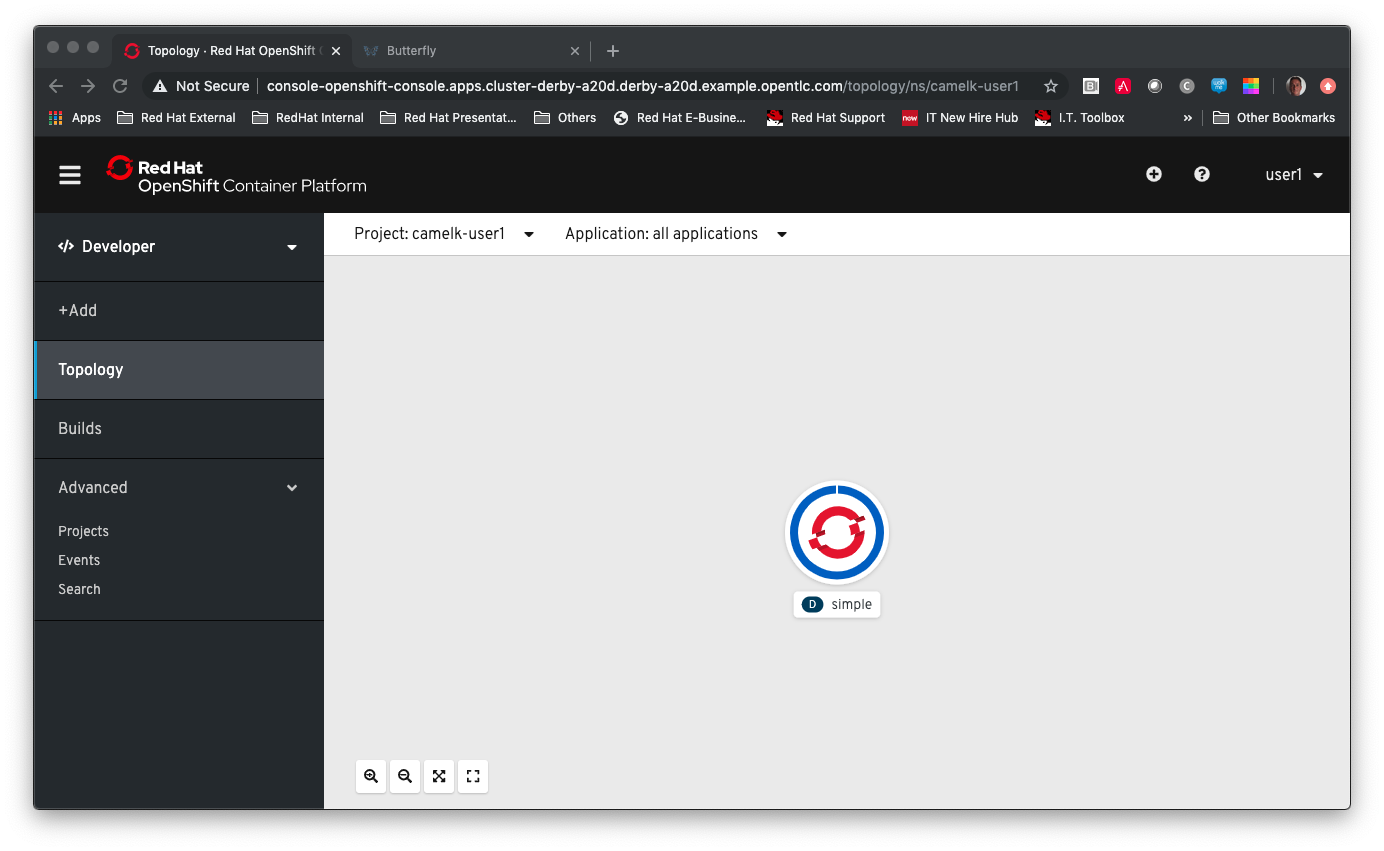 Topology · Red Hat OpenShift
Butterfly
Not Secure
console-openshift-console.apps.cluster-derby-a20d.derby-a20d.example.opentlc.com/topology/ns/camelk-user1
Apps
Red Hat External
RedHat Internal
Red Hat Presentat...
Others
Red Hat E-Busine...
now
Red Hat Support
IT New Hire Hub
I.T. Toolbox
»
Other Bookmarks
Red Hat
OpenShift Container Platform
user1
Developer
Project: camelk-user1
Application: all applications
+Add
Topology
Builds
Advanced
Projects
Events
Search
D simple